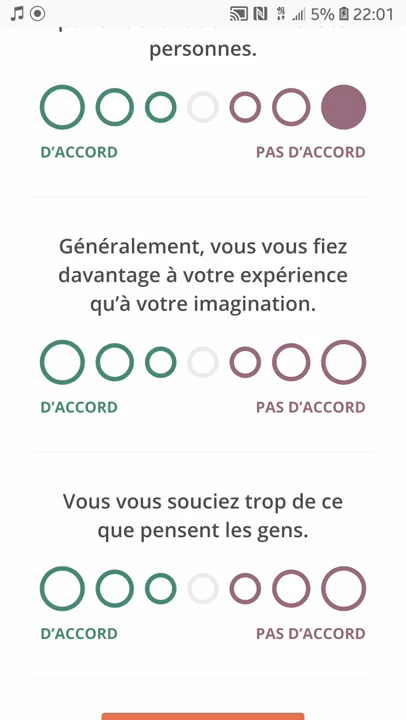 5% 22:01
personnes.
D'ACCORD PAS D'ACCORD
Généralement, vous vous fiez
davantage à votre expérience
qu'à votre imagination.
D'ACCORD PAS D'ACCORD
Vous vous souciez trop de ce
que pensent les gens.
D'ACCORD PAS D'ACCORD